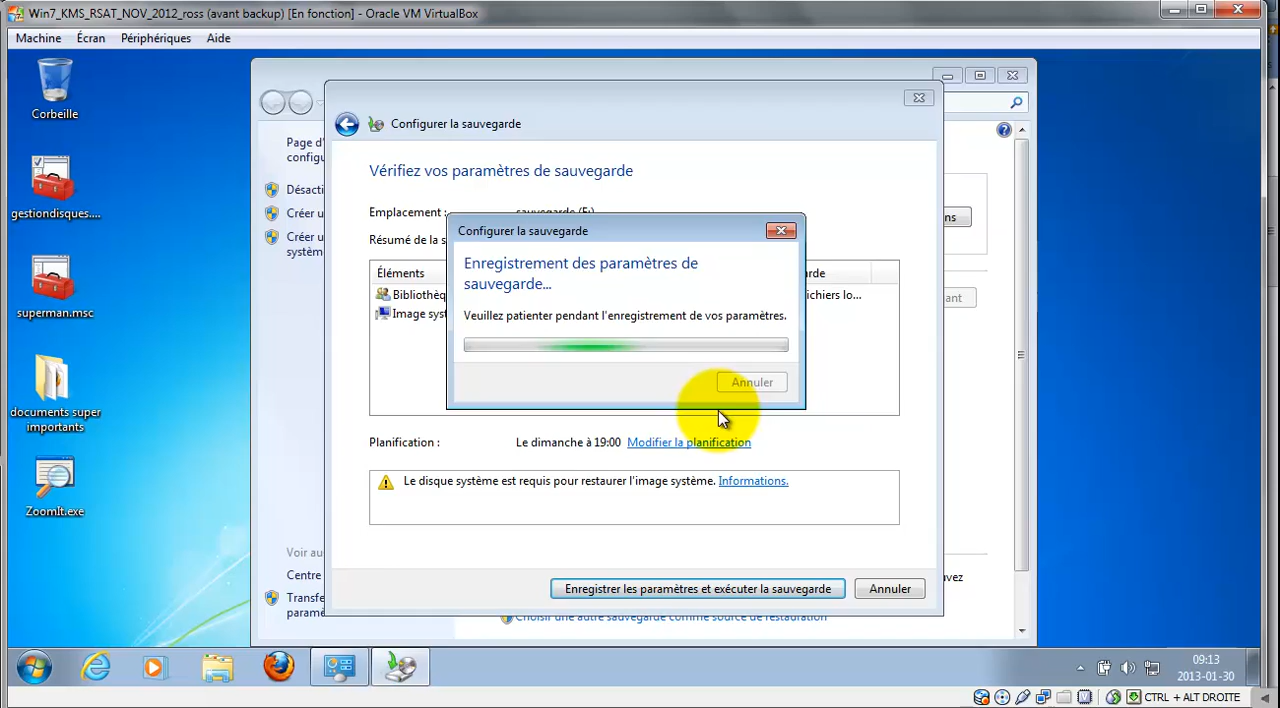 Win7_KMS_RSAT_NOV_2012_ross (avant backup) [En fonction] - Oracle VM VirtualBox
Machine Écran Périphériques Aide
Corbeille
gestiondisques....
superman.msc
documents super
importants
ZoomIt.exe
Page d'
configu
Désacti
Créer u
Créer u
système
Voir au
Centre
Transfe
paramè
Configurer la sauvegarde
Vérifiez vos paramètres de sauvegarde
Emplacement : sauvegarde (E:)
Résumé de la s
Éléments rde
Bibliothèq ichiers lo...
Image syst
Configurer la sauvegarde
Enregistrement des paramètres de
sauvegarde...
Veuillez patienter pendant l'enregistrement de vos paramètres.
Annuler
ns
ant
Planification : Le dimanche à 19:00 Modifier la planification
Le disque système est requis pour restaurer l'image système. Informations.
vez
Enregistrer les paramètres et exécuter la sauvegarde Annuler
Choisir une autre sauvegarde comme source de restauration
09:13
2013-01-30
CTRL + ALT DROITE